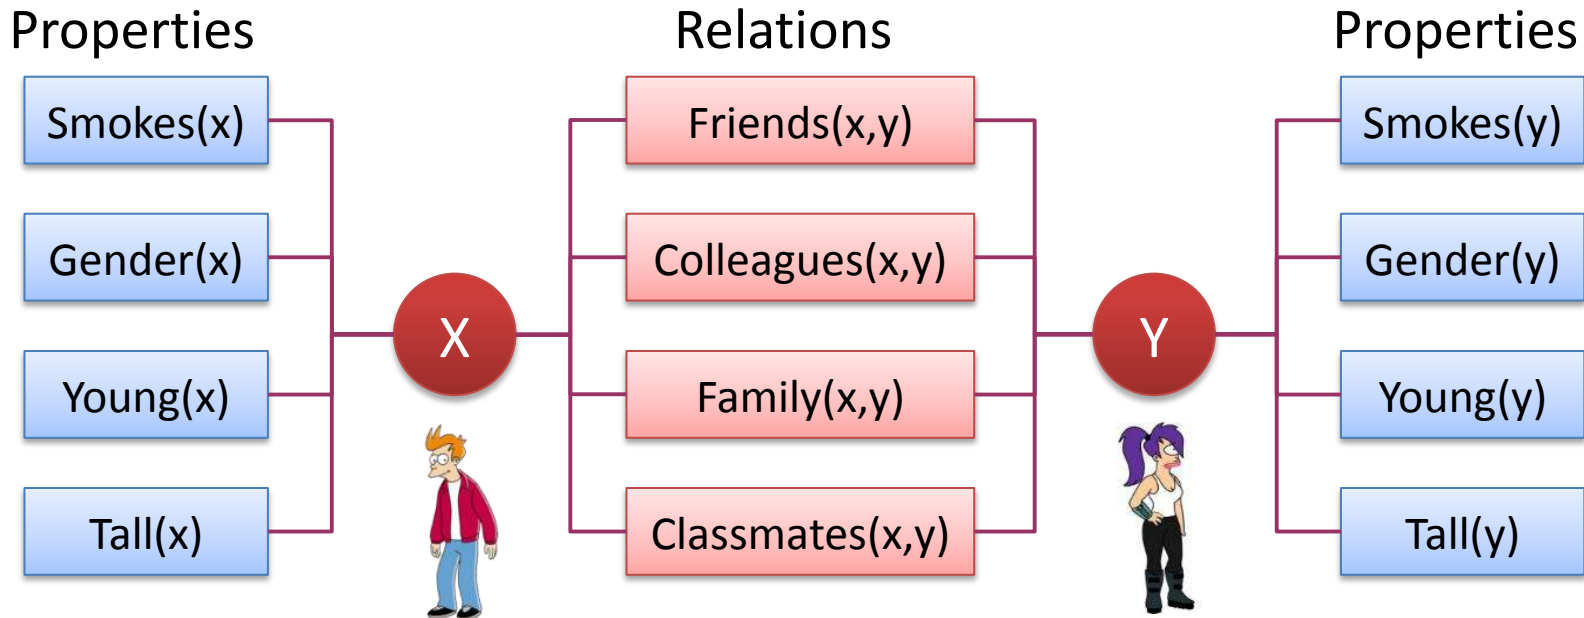 Properties
Relations
Properties
Smokes(x)
Friends(x,y)
Smokes(y)
Gender(x)
Colleagues(x,y)
Gender(y)
X
Y
Young(x)
Family(x,y)
Young(y)
Tall(x)
Classmates(x,y)
Tall(y)